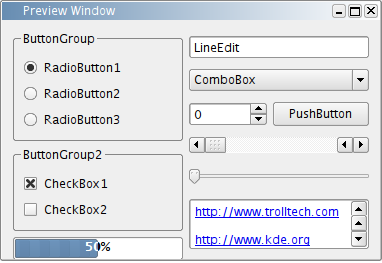 Preview Window
ButtonGroup
RadioButton1
RadioButton2
RadioButton3
ButtonGroup2
CheckBox1
CheckBox2
50%
LineEdit
ComboBox
0
PushButton
http://www.trolltech.com
http://www.kde.org